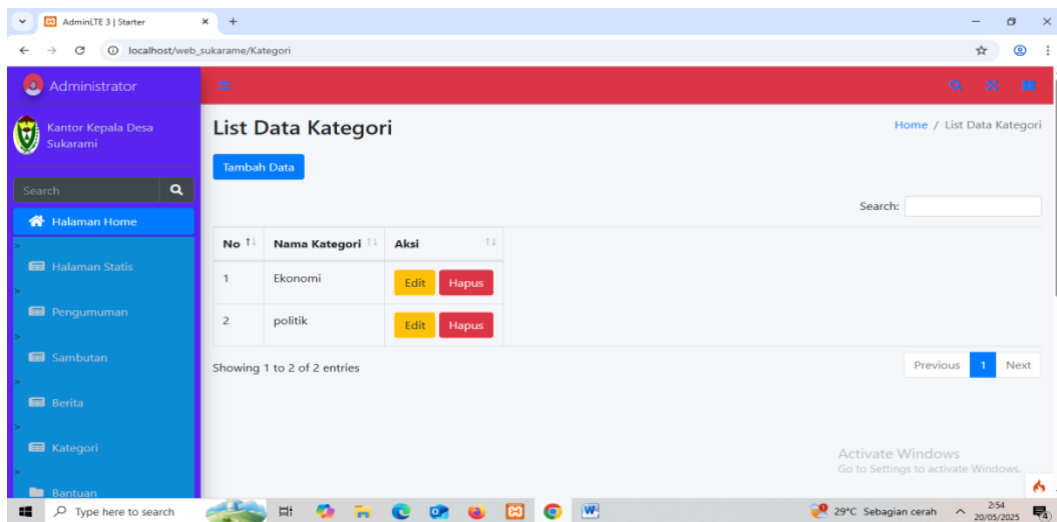 AdminLTE 3 | Starter
localhost/web_sukarame/Kategori
Administrator
Kantor Kepala Desa
Sukarami
Search
Halaman Home
>
Halaman Statis
>
Pengumuman
>
Sambutan
>
Berita
>
Kategori
>
Bantuan
List Data Kategori
Home / List Data Kategori
Tambah Data
Search:
No Nama Kategori Aksi
1 Ekonomi Edit Hapus
2 politik Edit Hapus
Showing 1 to 2 of 2 entries
Previous 1 Next
Activate Windows
Go to Settings to activate Windows.
Type here to search
29°C Sebagian cerah
2:54
20/05/2025
4